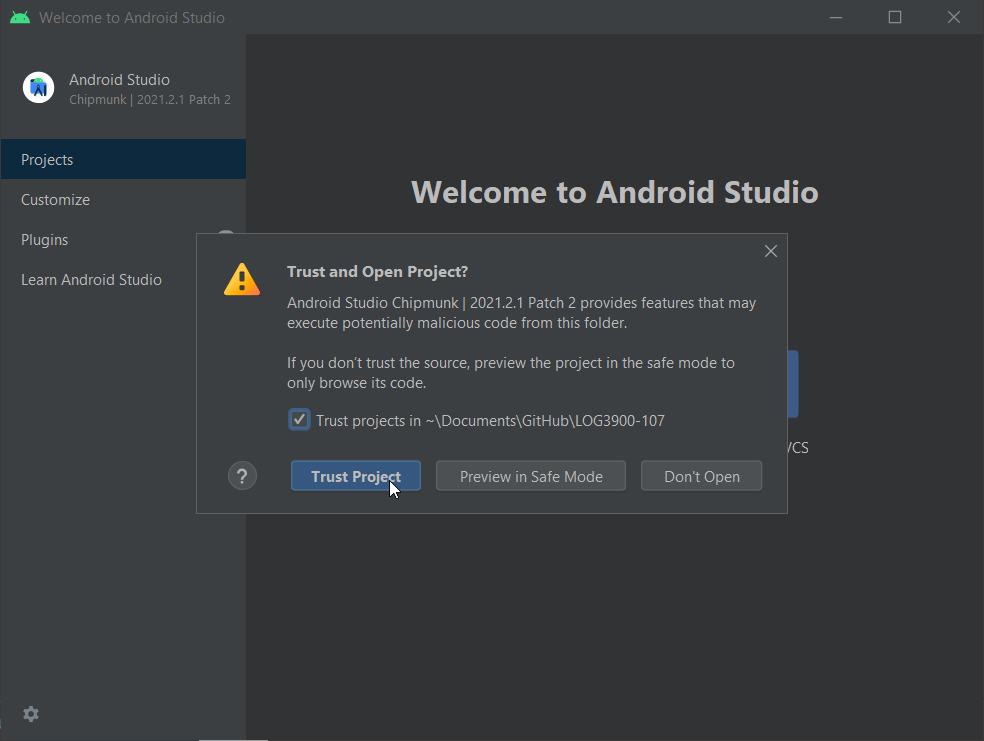 Welcome to Android Studio
Android Studio
Chipmunk | 2021.2.1 Patch 2
Projects
Customize
Plugins
Learn Android Studio
Welcome to Android Studio
Trust and Open Project?
Android Studio Chipmunk | 2021.2.1 Patch 2 provides features that may
execute potentially malicious code from this folder.
If you don't trust the source, preview the project in the safe mode to
only browse its code.
Trust projects in ~\Documents\GitHub\LOG3900-107
? Trust Project Preview in Safe Mode Don't Open